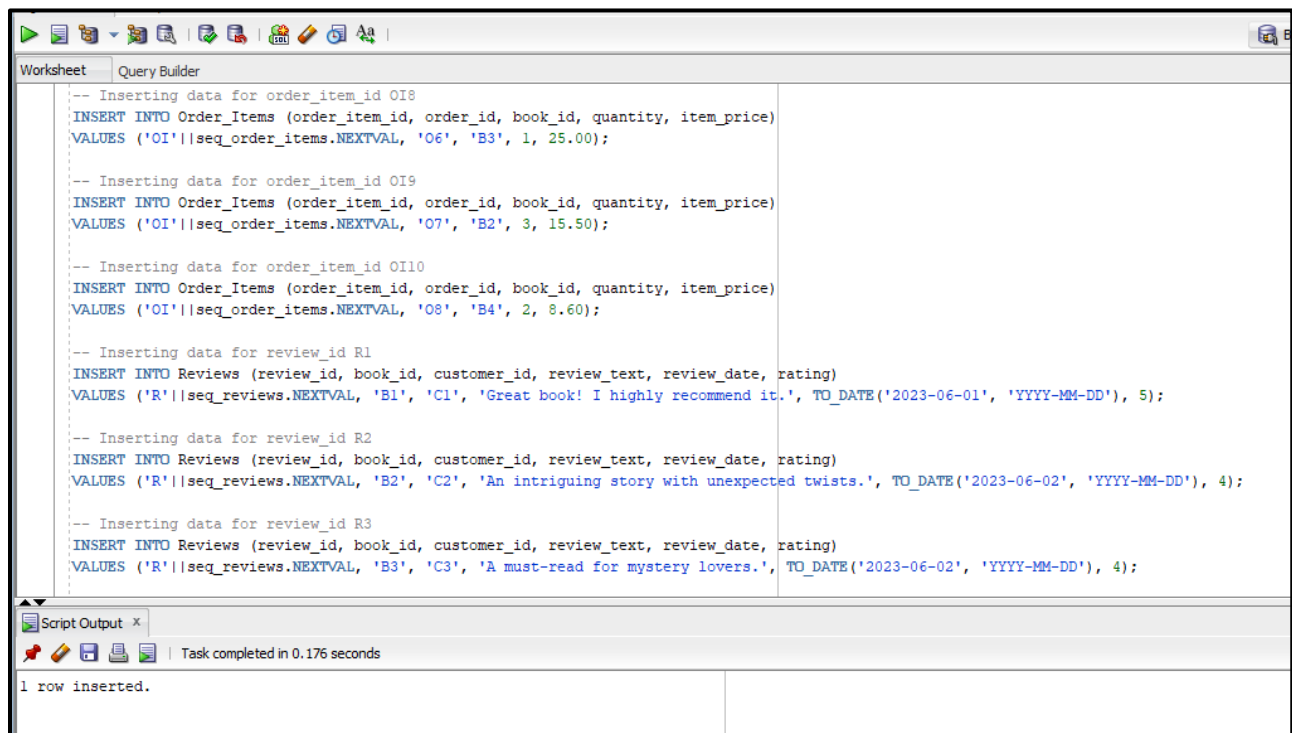 Worksheet Query Builder
-- Inserting data for order_item_id OI8
INSERT INTO Order_Items (order_item_id, order_id, book_id, quantity, item_price)
VALUES ('OI'||seq_order_items.NEXTVAL, 'O6', 'B3', 1, 25.00);
-- Inserting data for order_item_id OI9
INSERT INTO Order_Items (order_item_id, order_id, book_id, quantity, item_price)
VALUES ('OI'||seq_order_items.NEXTVAL, 'O7', 'B2', 3, 15.50);
-- Inserting data for order_item_id OI10
INSERT INTO Order_Items (order_item_id, order_id, book_id, quantity, item_price)
VALUES ('OI'||seq_order_items.NEXTVAL, 'O8', 'B4', 2, 8.60);
-- Inserting data for review_id R1
INSERT INTO Reviews (review_id, book_id, customer_id, review_text, review_date, rating)
VALUES ('R'||seq_reviews.NEXTVAL, 'B1', 'C1', 'Great book! I highly recommend it.', TO_DATE('2023-06-01', 'YYYY-MM-DD'), 5);
-- Inserting data for review_id R2
INSERT INTO Reviews (review_id, book_id, customer_id, review_text, review_date, rating)
VALUES ('R'||seq_reviews.NEXTVAL, 'B2', 'C2', 'An intriguing story with unexpected twists.', TO_DATE('2023-06-02', 'YYYY-MM-DD'), 4);
-- Inserting data for review_id R3
INSERT INTO Reviews (review_id, book_id, customer_id, review_text, review_date, rating)
VALUES ('R'||seq_reviews.NEXTVAL, 'B3', 'C3', 'A must-read for mystery lovers.', TO_DATE('2023-06-02', 'YYYY-MM-DD'), 4);
Script Output x
Task completed in 0.176 seconds
1 row inserted.